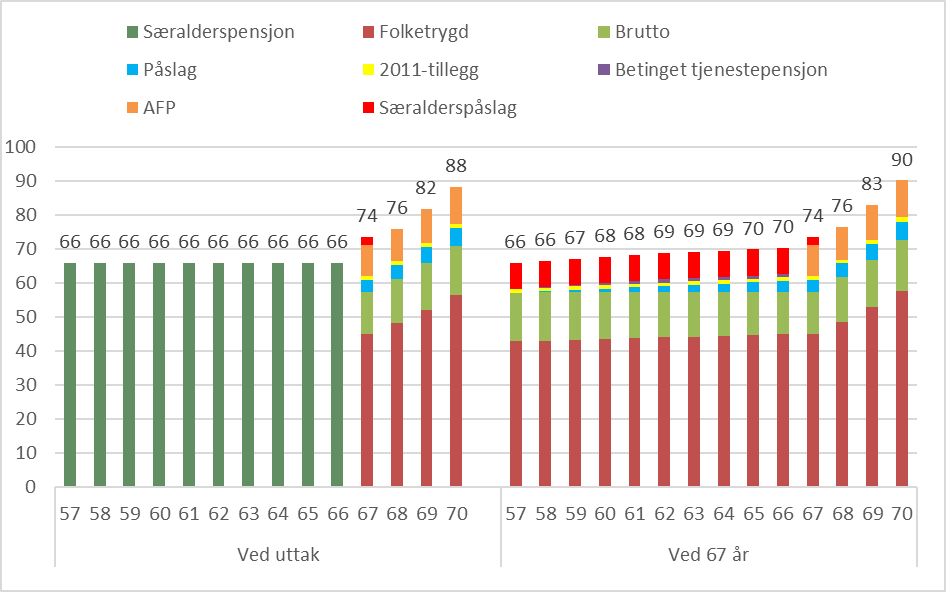 Særalderspensjon Folketrygd Brutto
Påslag 2011-tillegg Betinget tjenestepensjon
AFP Særalderspåslag
100
90
80
70
60
50
40
30
20
10
0
66 66 66 66 66 66 66 66 66 66 74 76 82 88
66 66 67 68 68 69 69 69 70 70 74 76 83 90
57 58 59 60 61 62 63 64 65 66 67 68 69 70 57 58 59 60 61 62 63 64 65 66 67 68 69 70
Ved uttak Ved 67 år